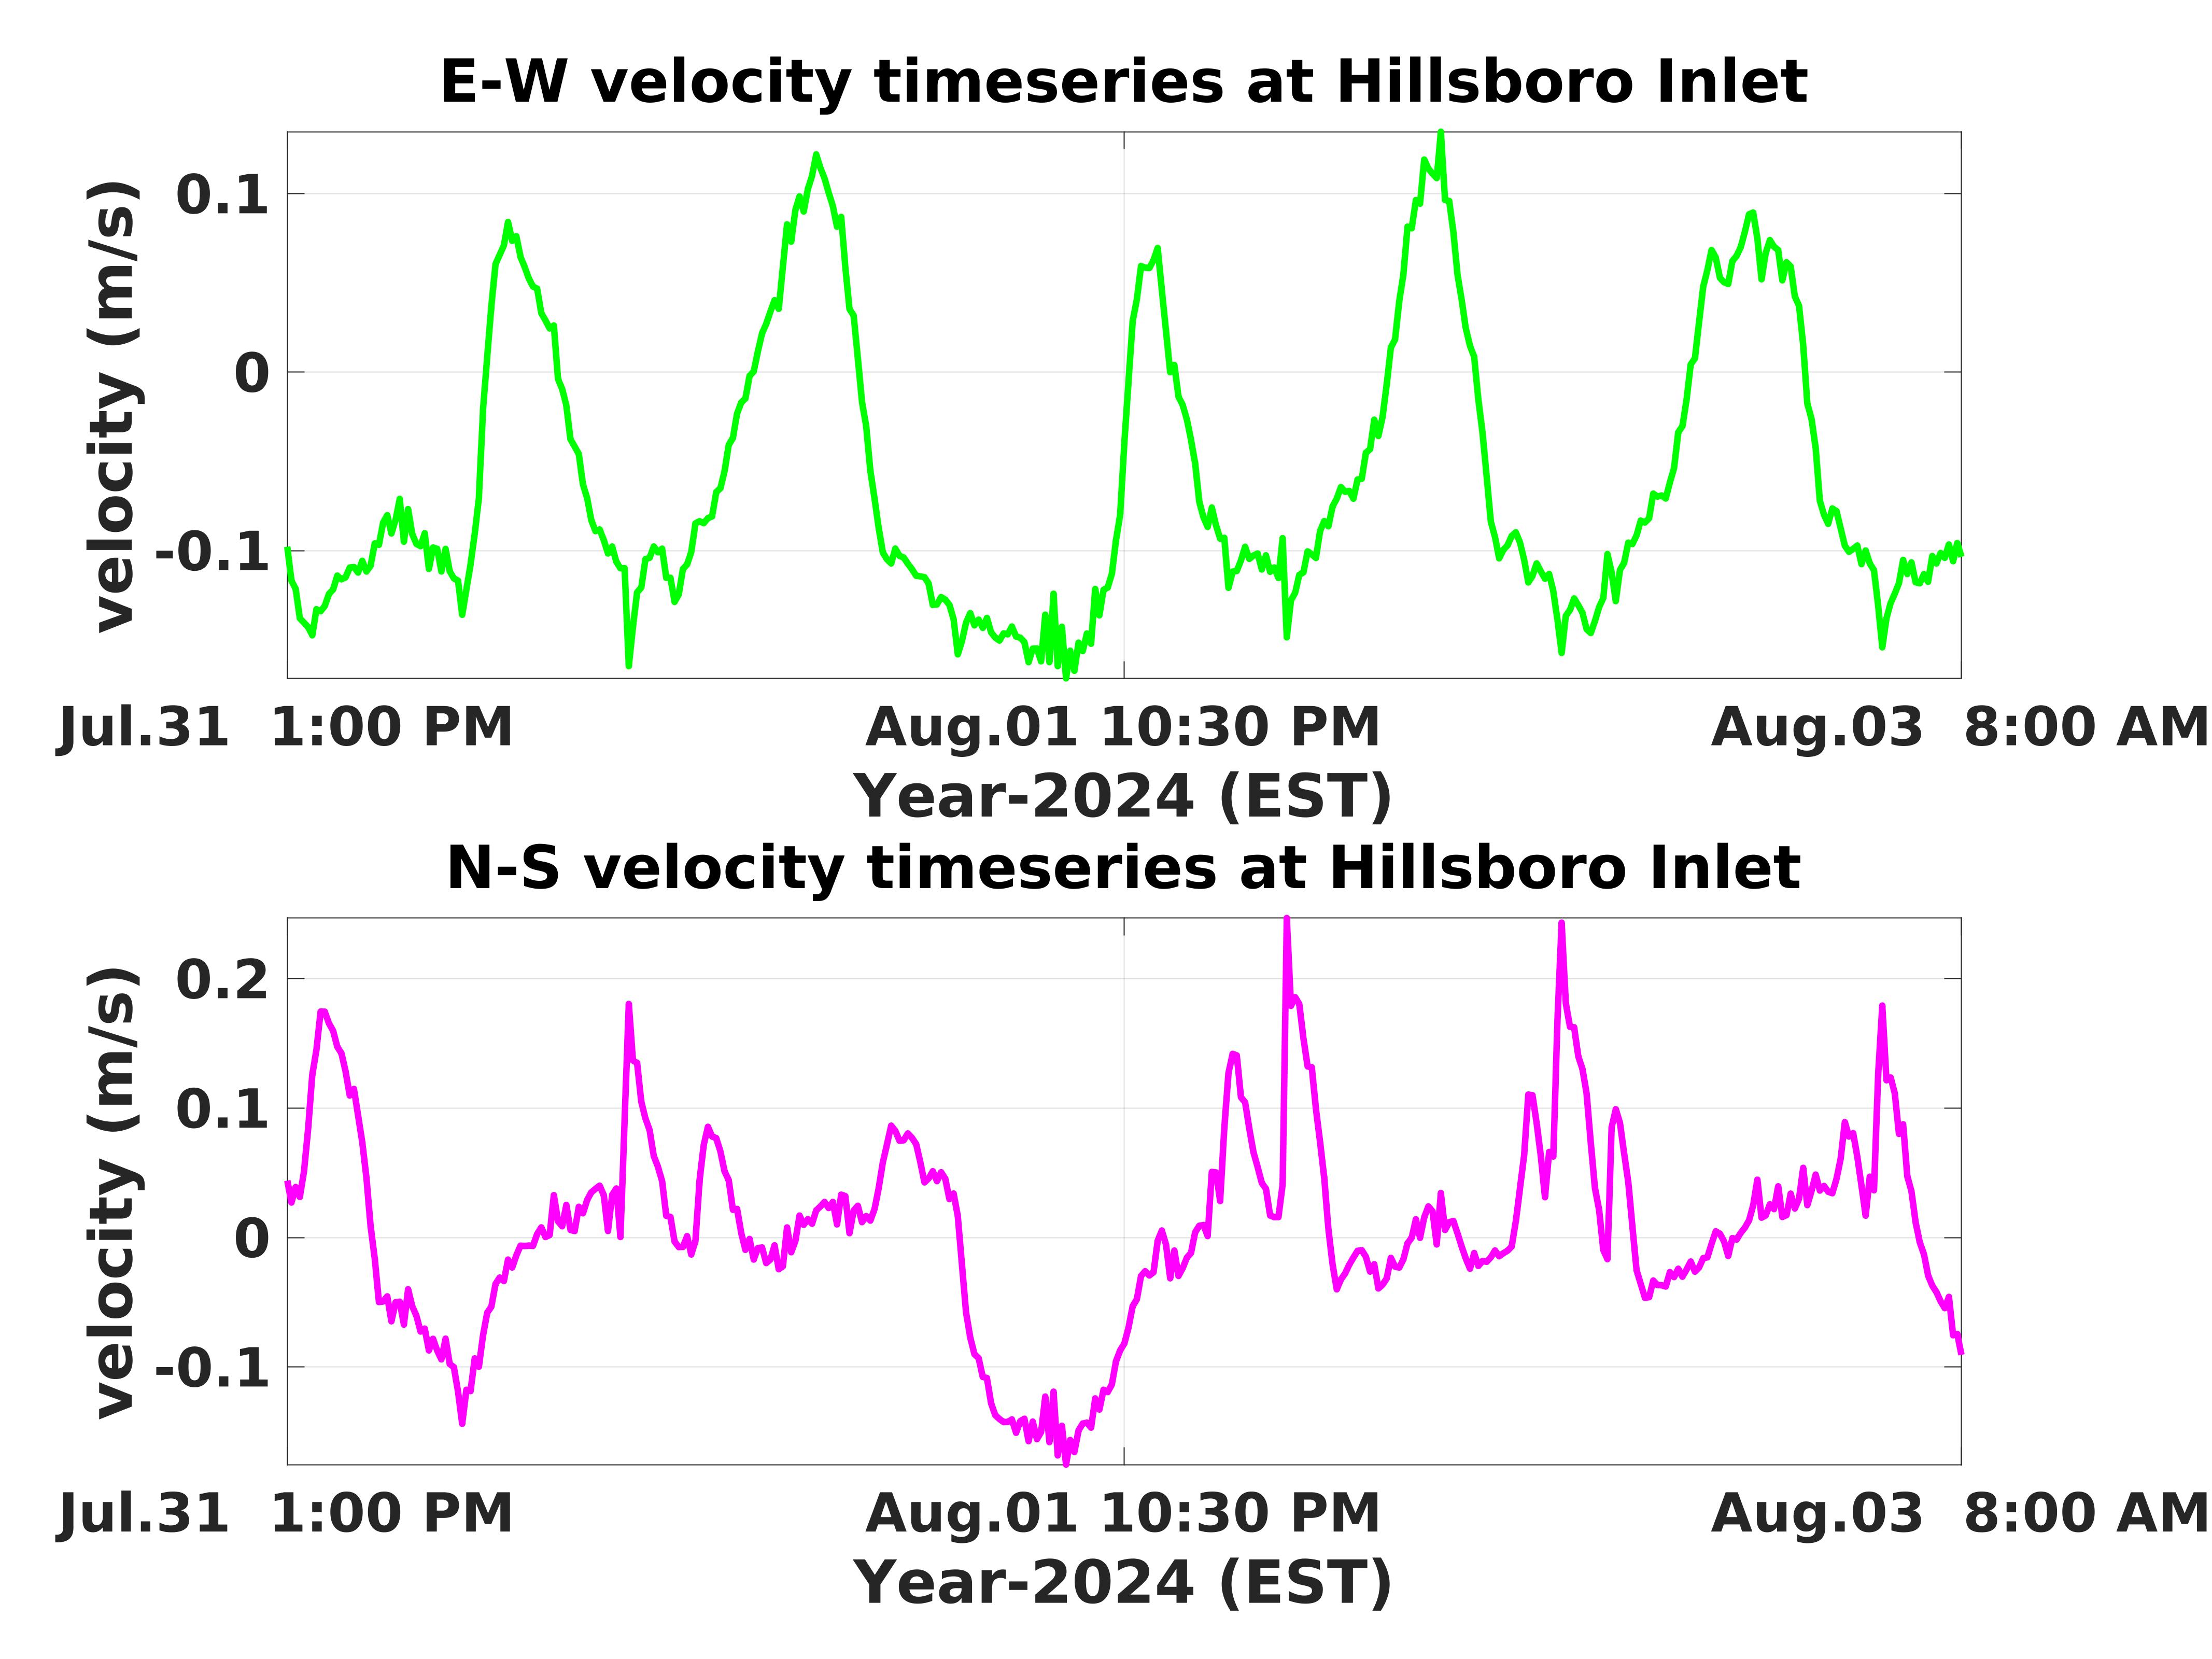 E-W velocity timeseries at Hillsboro Inlet
velocity (m/s)
0.1
0
-0.1
Jul.31  1:00 PM
Aug.01 10:30 PM
Aug.03  8:00 AM
Year-2024 (EST)
N-S velocity timeseries at Hillsboro Inlet
velocity (m/s)
0.2
0.1
0
-0.1
Jul.31  1:00 PM
Aug.01 10:30 PM
Aug.03  8:00 AM
Year-2024 (EST)